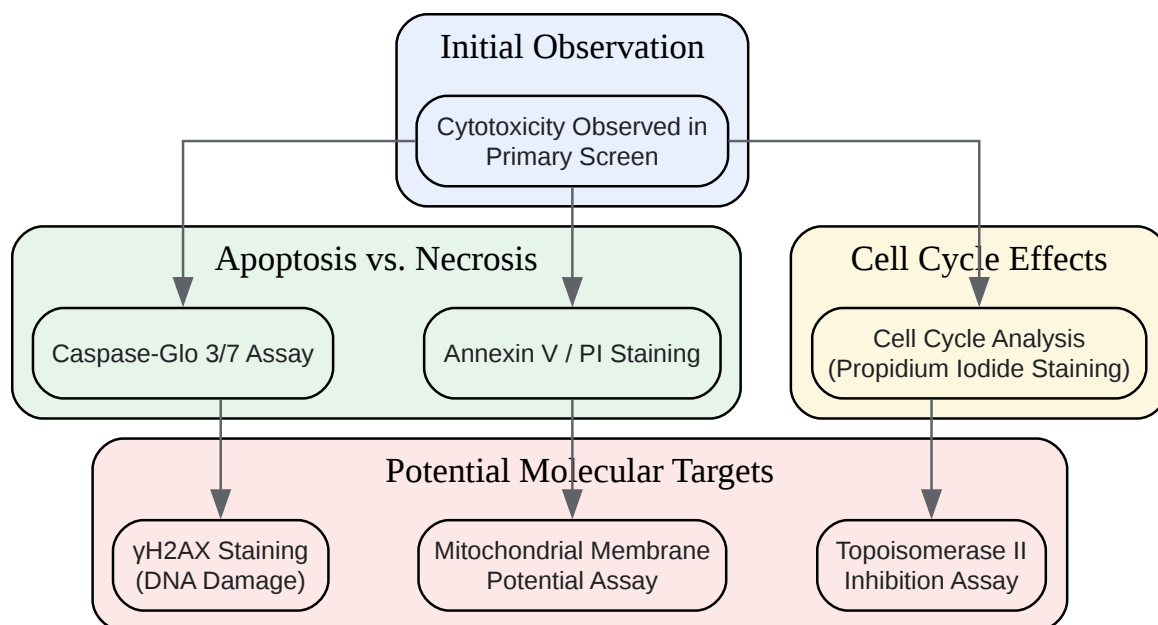 Initial Observation
Cytotoxicity Observed in
Primary Screen
Apoptosis vs. Necrosis
Caspase-Glo 3/7 Assay
Annexin V / PI Staining
Cell Cycle Effects
Cell Cycle Analysis
(Propidium Iodide Staining)
Potential Molecular Targets
γH2AX Staining
(DNA Damage)
Mitochondrial Membrane
Potential Assay
Topoisomerase II
Inhibition Assay